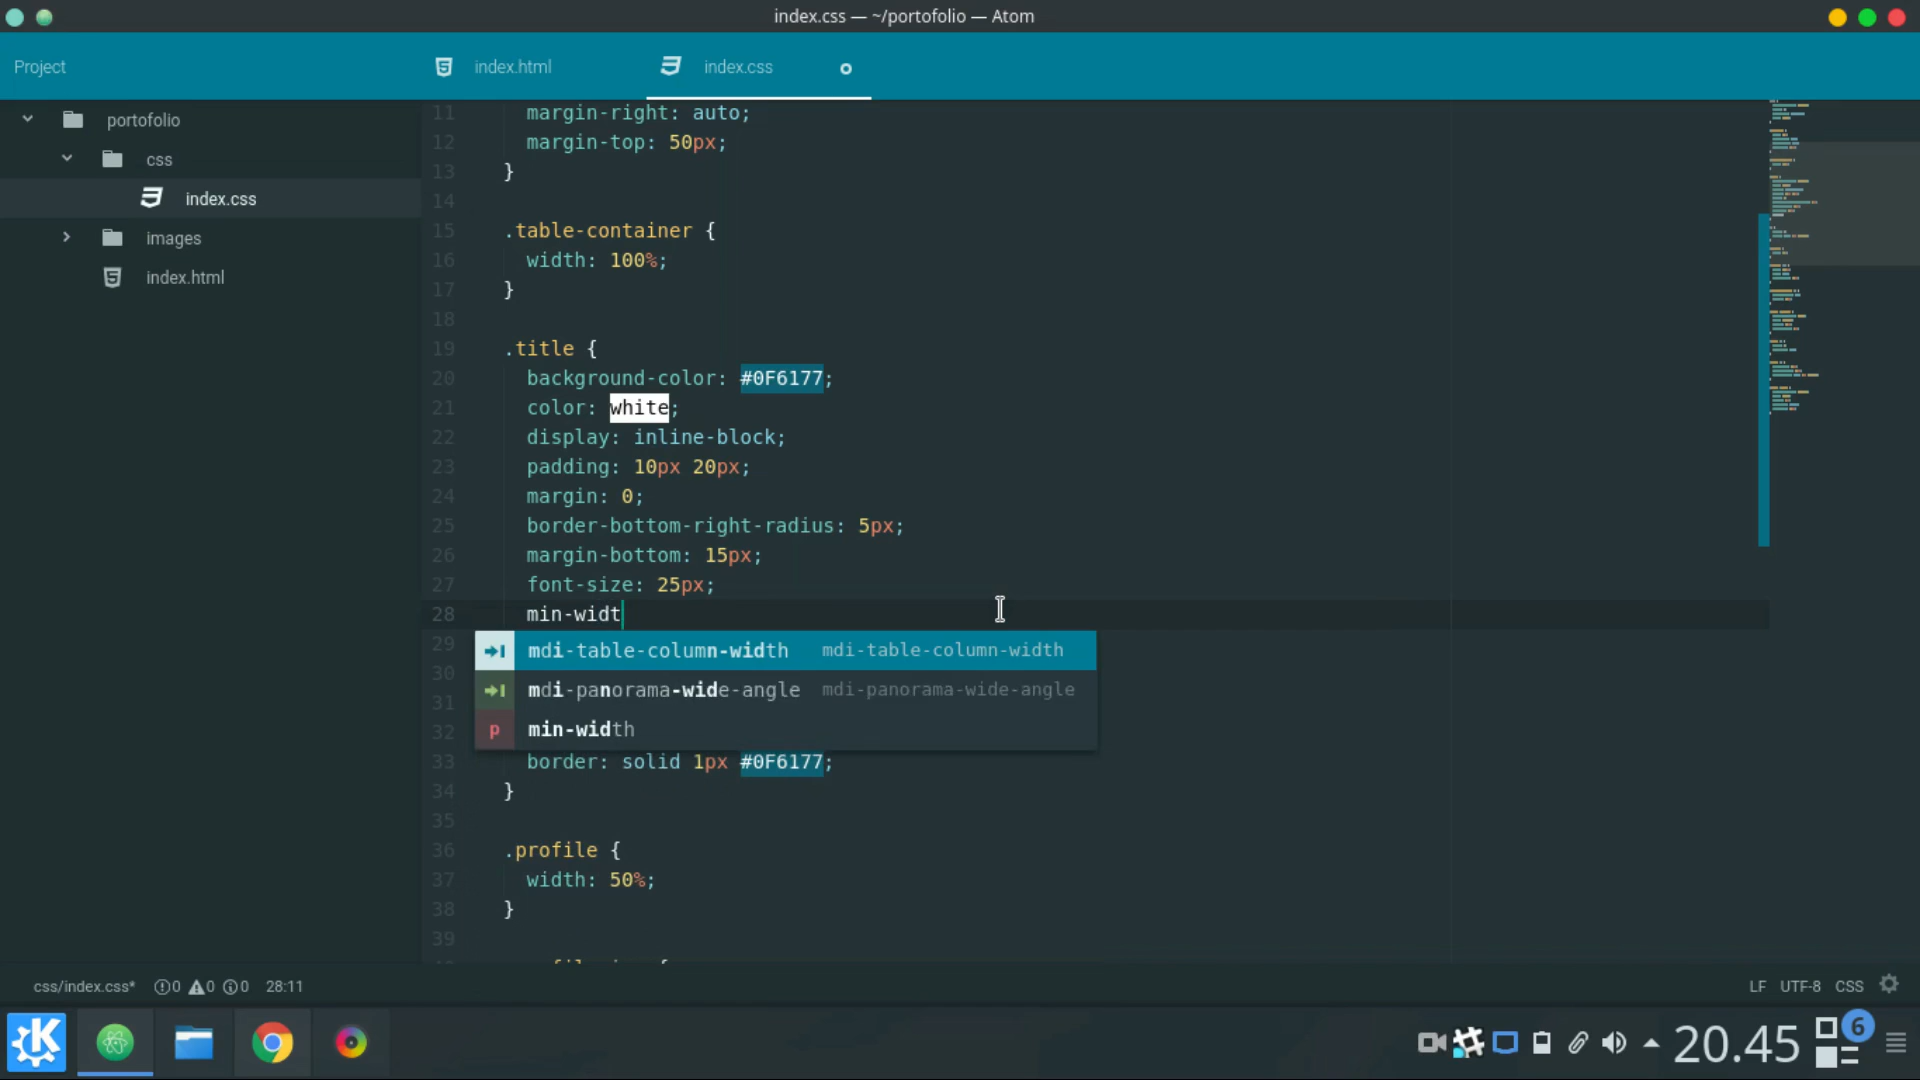 index.css — ~/portofolio — Atom
Project
index.html
index.css
portofolio
css
index.css
images
index.html
11 margin-right: auto;
12 margin-top: 50px;
13 }
14
15 .table-container {
16 width: 100%;
17 }
18
19 .title {
20 background-color: #0F6177;
21 color: white;
22 display: inline-block;
23 padding: 10px 20px;
24 margin: 0;
25 border-bottom-right-radius: 5px;
26 margin-bottom: 15px;
27 font-size: 25px;
28 min-widt
29 mdi-table-column-width mdi-table-column-width
30 mdi-panorama-wide-angle mdi-panorama-wide-angle
31
32 p min-width
33 border: solid 1px #0F6177;
34 }
35
36 .profile {
37 width: 50%;
38 }
39
css/index.css* 0 0 0 28:11
LF UTF-8 CSS
20.45
6